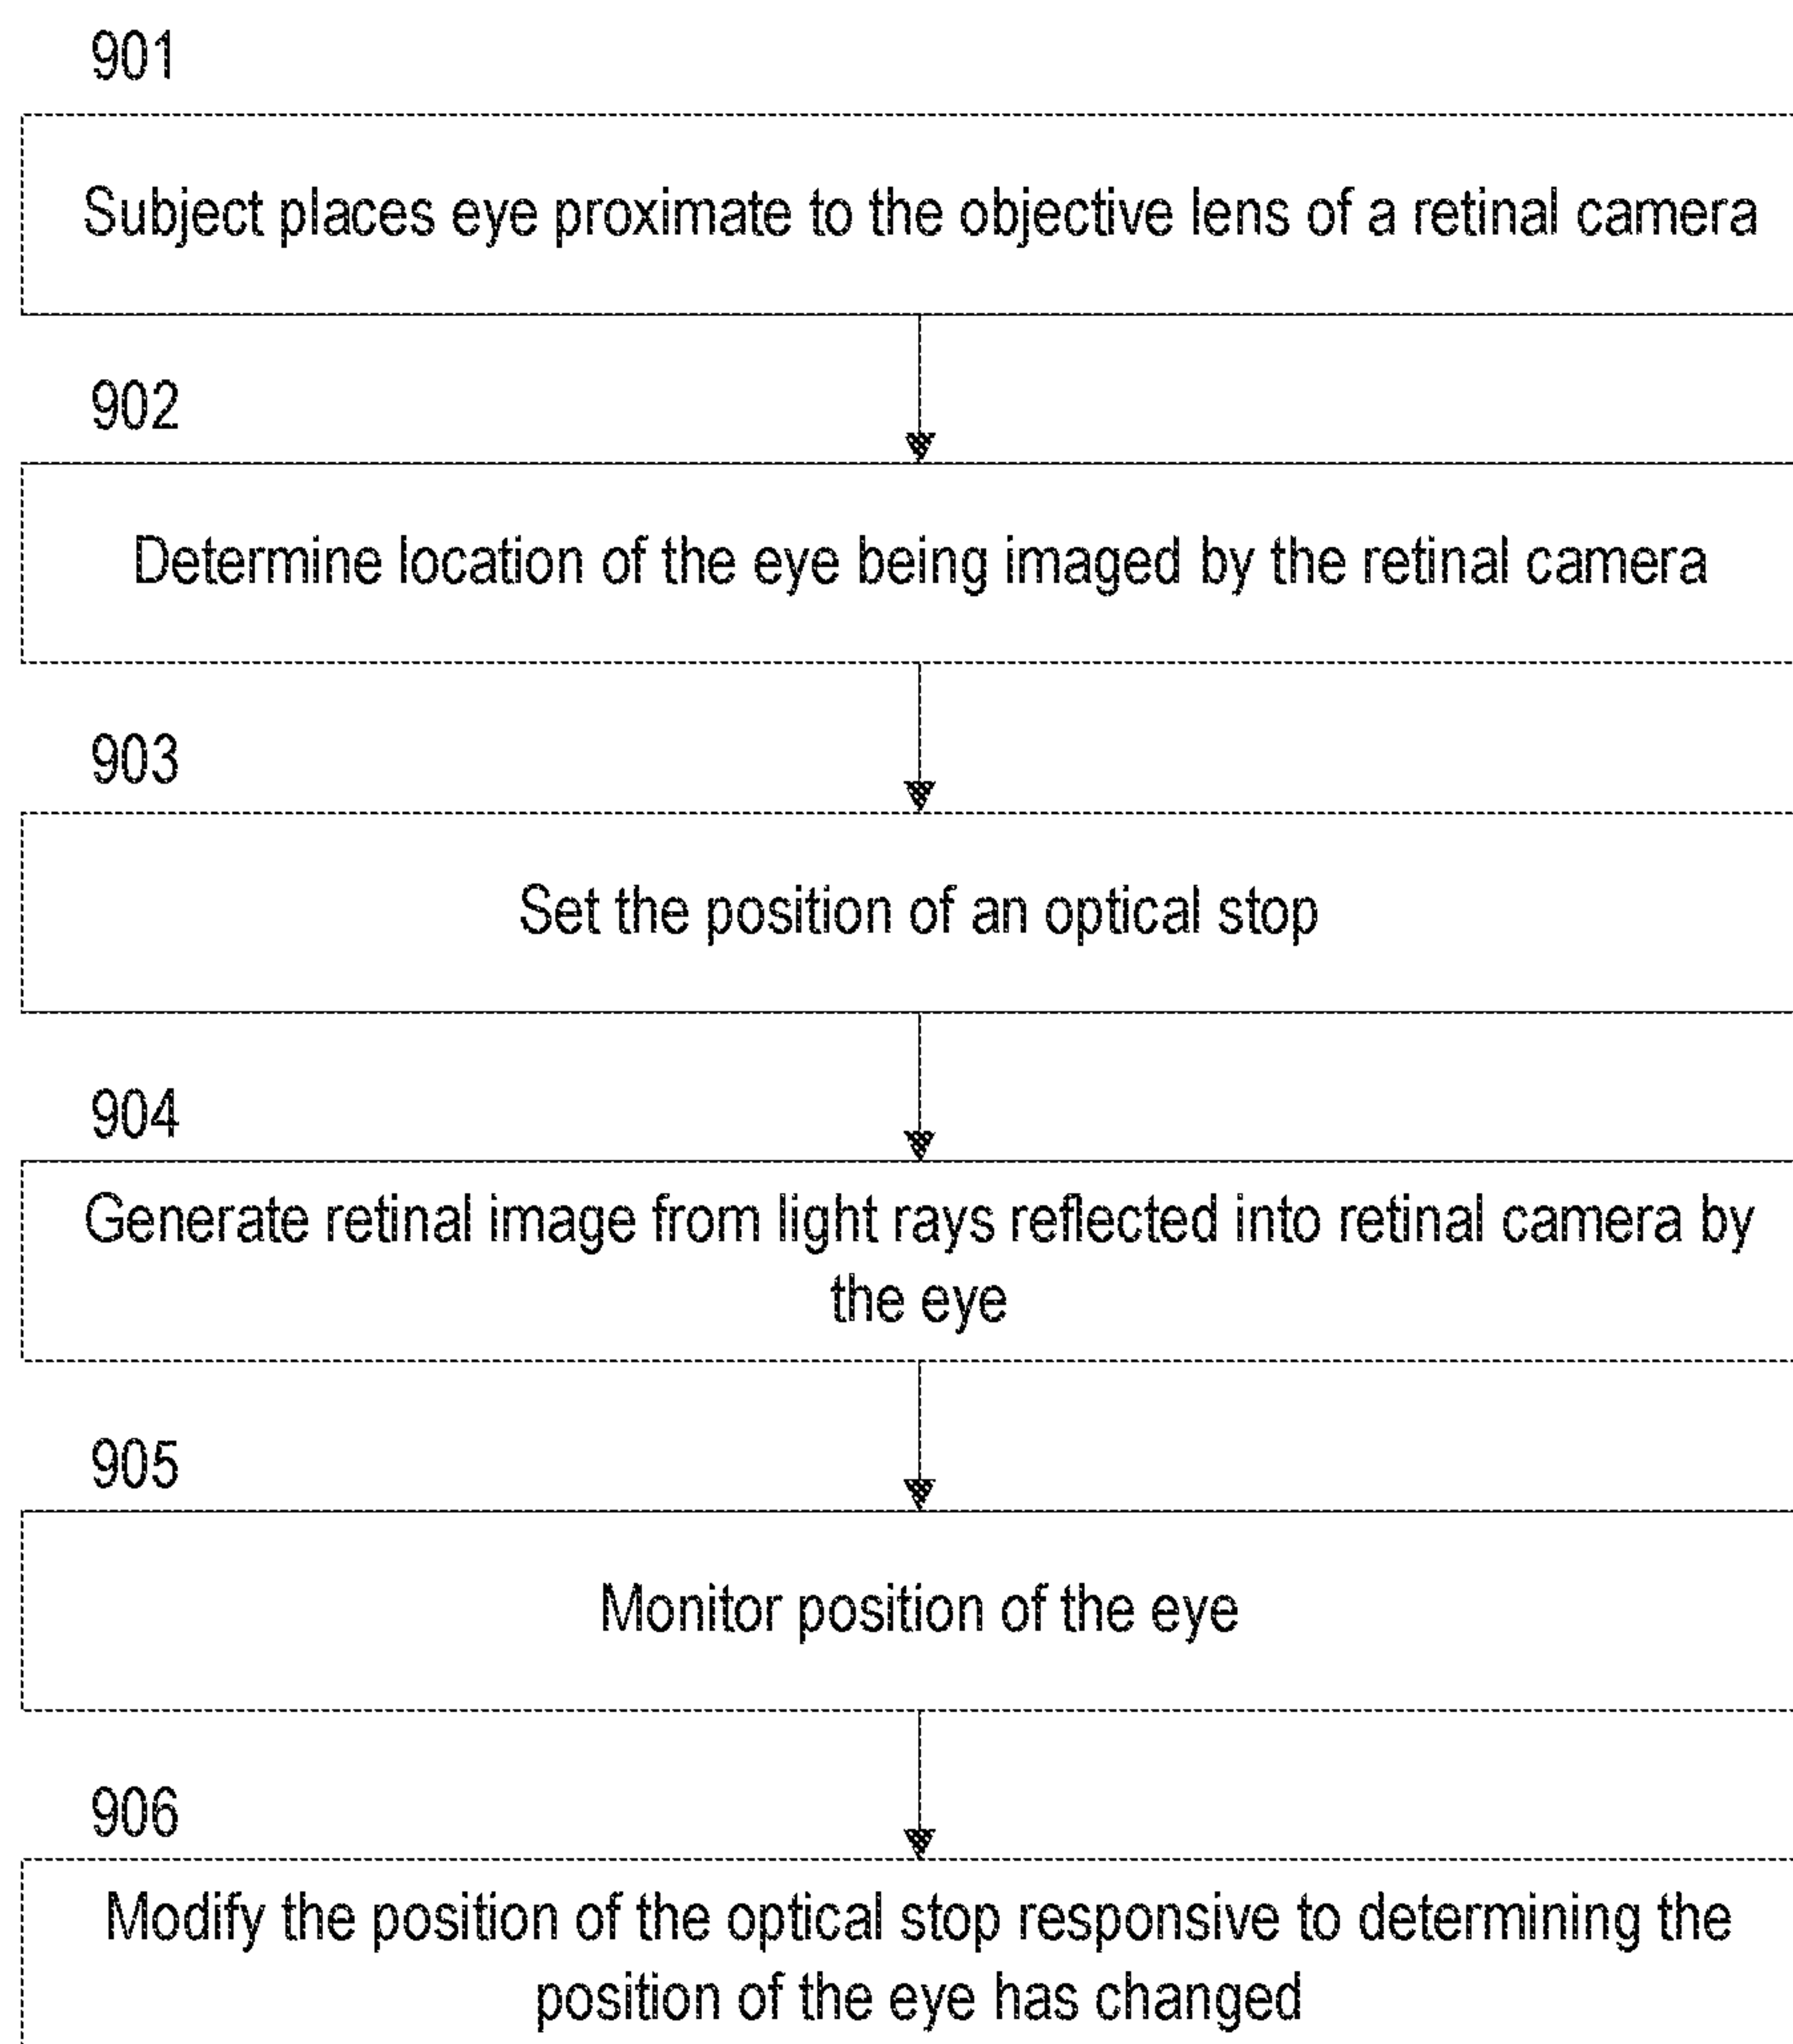 901
Subject places eye proximate to the objective lens of a retinal camera
902
Determine location of the eye being imaged by the retinal camera
903
Set the position of an optical stop
904
Generate retinal image from light rays reflected into retinal camera by
the eye
905
Monitor position of the eye
906
Modify the position of the optical stop responsive to determining the
position of the eye has changed